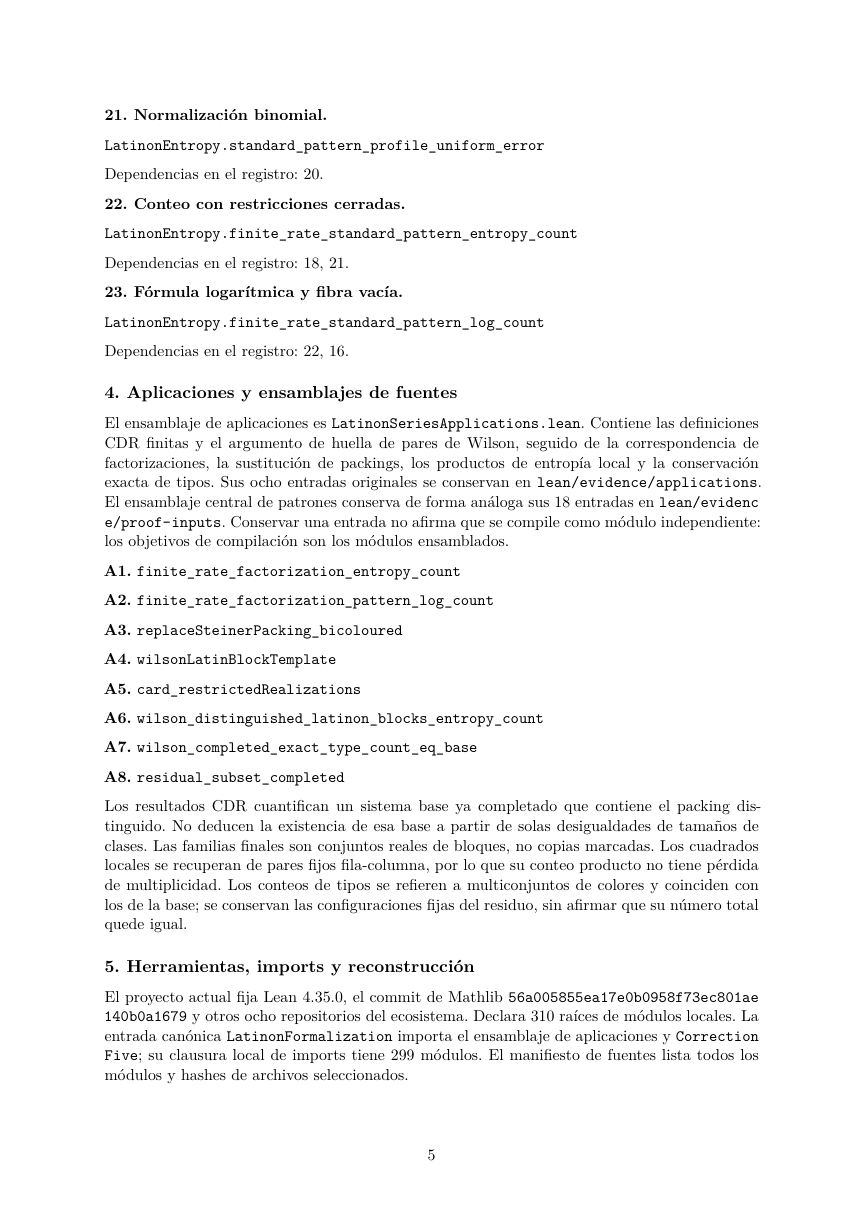 21. Normalización binomial.
LatinonEntropy.standard_pattern_profile_uniform_error
Dependencias en el registro: 20.
22. Conteo con restricciones cerradas.
LatinonEntropy.finite_rate_standard_pattern_entropy_count
Dependencias en el registro: 18, 21.
23. Fórmula logarítmica y fibra vacía.
LatinonEntropy.finite_rate_standard_pattern_log_count
Dependencias en el registro: 22, 16.
4. Aplicaciones y ensamblajes de fuentes
El ensamblaje de aplicaciones es LatinonSeriesApplications.lean. Contiene las definiciones
CDR finitas y el argumento de huella de pares de Wilson, seguido de la correspondencia de
factorizaciones, la sustitución de packings, los productos de entropía local y la conservación
exacta de tipos. Sus ocho entradas originales se conservan en lean/evidence/applications.
El ensamblaje central de patrones conserva de forma análoga sus 18 entradas en lean/evidenc
e/proof-inputs. Conservar una entrada no afirma que se compile como módulo independiente:
los objetivos de compilación son los módulos ensamblados.
A1. finite_rate_factorization_entropy_count
A2. finite_rate_factorization_pattern_log_count
A3. replaceSteinerPacking_bicoloured
A4. wilsonLatinBlockTemplate
A5. card_restrictedRealizations
A6. wilson_distinguished_latinon_blocks_entropy_count
A7. wilson_completed_exact_type_count_eq_base
A8. residual_subset_completed
Los resultados CDR cuantifican un sistema base ya completado que contiene el packing dis-
tinguido. No deducen la existencia de esa base a partir de solas desigualdades de tamaños de
clases. Las familias finales son conjuntos reales de bloques, no copias marcadas. Los cuadrados
locales se recuperan de pares fijos fila-columna, por lo que su conteo producto no tiene pérdida
de multiplicidad. Los conteos de tipos se refieren a multiconjuntos de colores y coinciden con
los de la base; se conservan las configuraciones fijas del residuo, sin afirmar que su número total
quede igual.
5. Herramientas, imports y reconstrucción
El proyecto actual fija Lean 4.35.0, el commit de Mathlib 56a005855ea17e0b0958f73ec801ae
140b0a1679 y otros ocho repositorios del ecosistema. Declara 310 raíces de módulos locales. La
entrada canónica LatinonFormalization importa el ensamblaje de aplicaciones y Correction
Five; su clausura local de imports tiene 299 módulos. El manifiesto de fuentes lista todos los
módulos y hashes de archivos seleccionados.
5